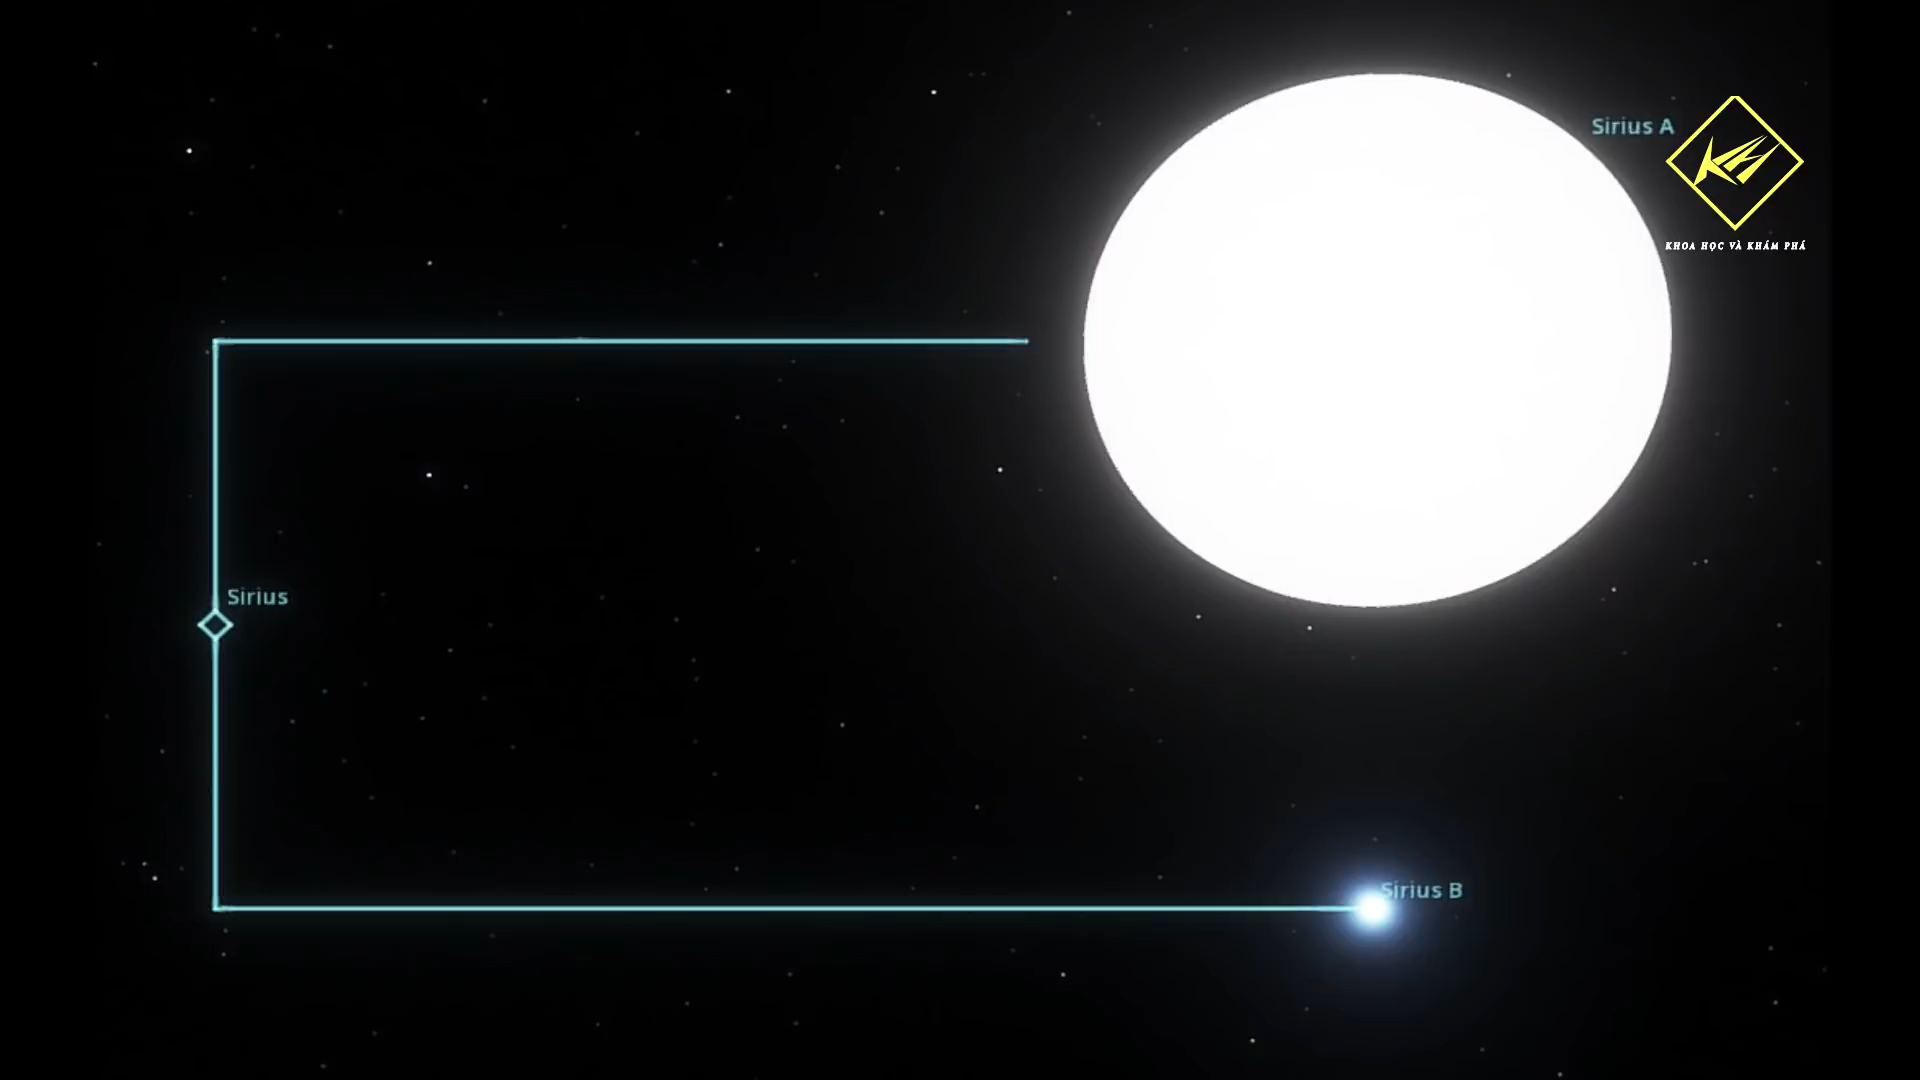 Sirius A
KHOA HỌC VÀ KHÁM PHÁ
Sirius
Sirius B